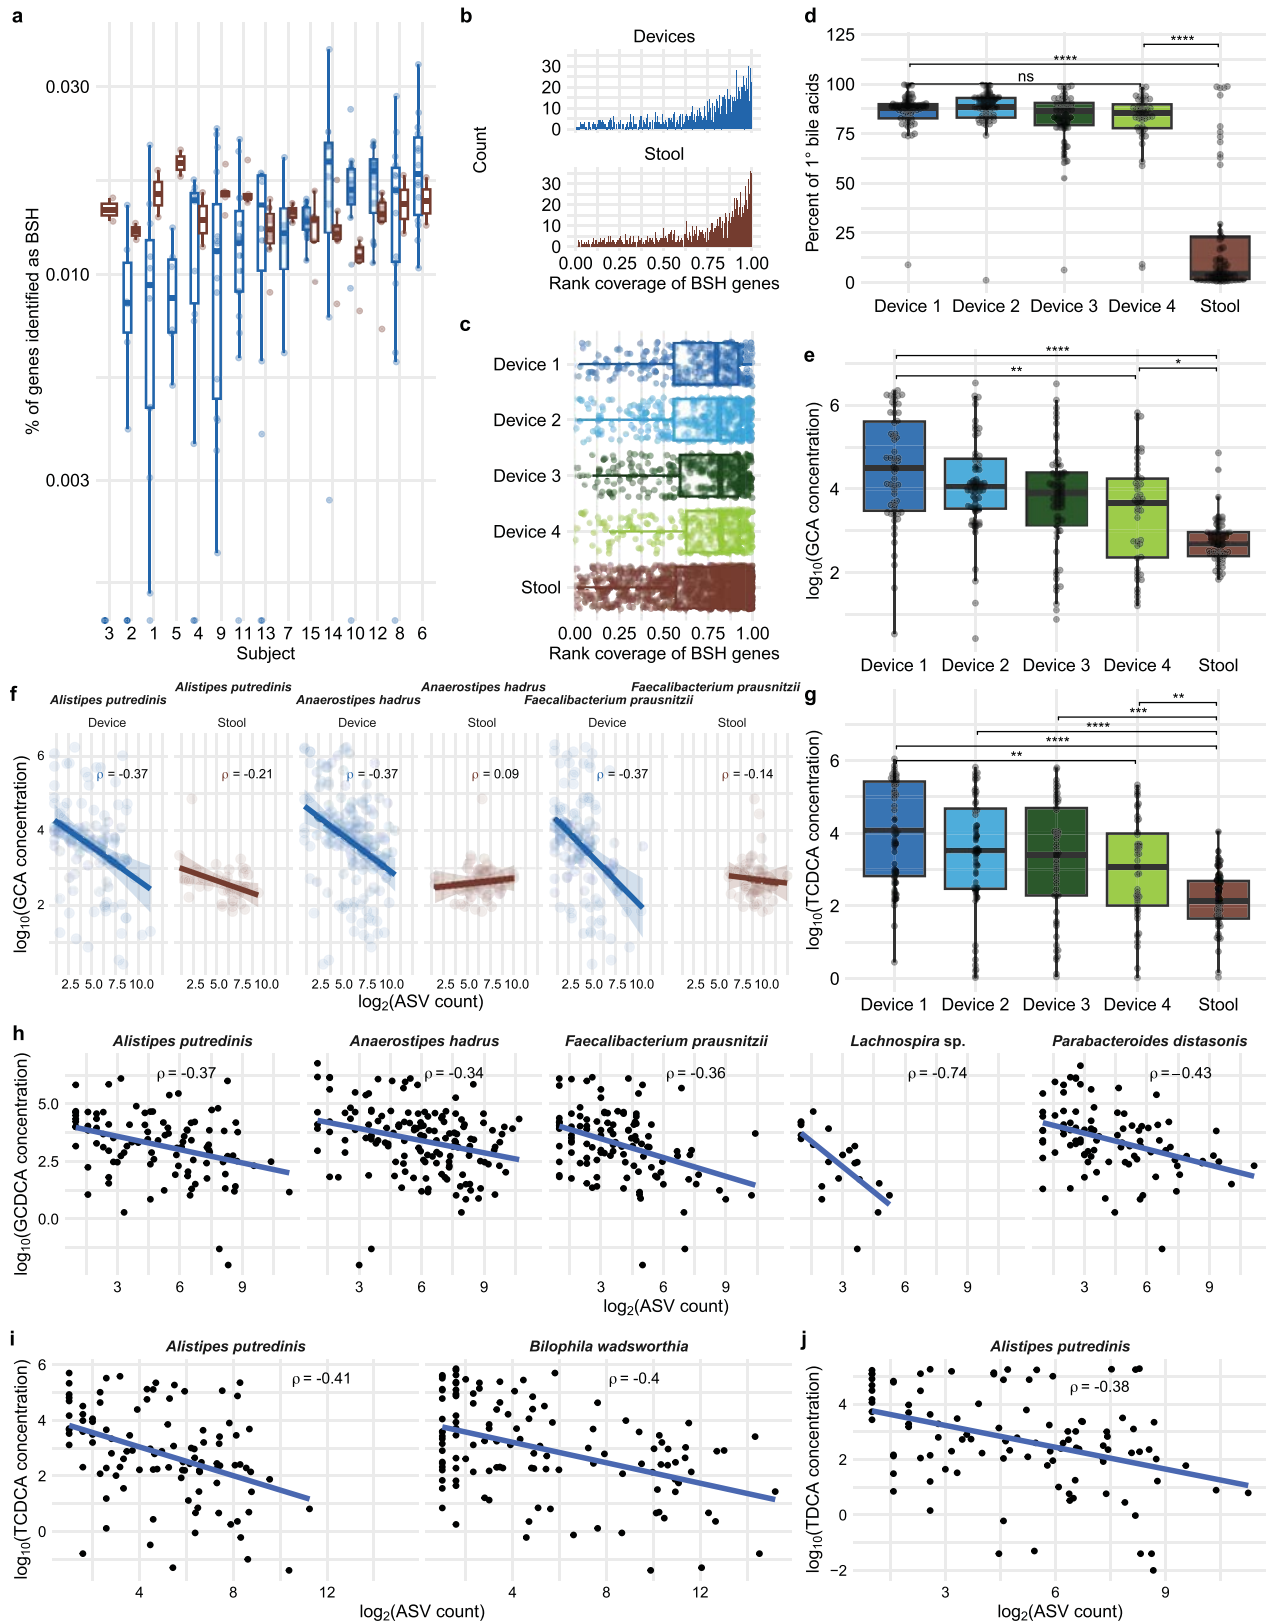 a
% of genes identified as BSH
0.030
0.010
0.003
3 2 1 5 4 9 11 13 7 15 14 10 12 8 6
Subject
b
Devices
Count
30
20
10
0
Stool
30
20
10
0
0.00 0.25 0.50 0.75 1.00
Rank coverage of BSH genes
c
Device 1
Device 2
Device 3
Device 4
Stool
0.00 0.25 0.50 0.75 1.00
Rank coverage of BSH genes
d
Percent of 1° bile acids
125
100
75
50
25
0
****
****
ns
Device 1 Device 2 Device 3 Device 4 Stool
e
log10(GCA concentration)
6
4
2
****
*
**
Device 1 Device 2 Device 3 Device 4 Stool
f
Alistipes putredinis
Alistipes putredinis
Anaerostipes hadrus
Anaerostipes hadrus
Faecalibacterium prausnitzii
Faecalibacterium prausnitzii
Device Stool Device Stool Device Stool
log10(GCA concentration)
6
4
2
ρ = -0.37 ρ = -0.21 ρ = -0.37 ρ = 0.09 ρ = -0.37 ρ = -0.14
2.5 5.0 7.5 10.0 2.5 5.0 7.5 10.0 2.5 5.0 7.5 10.0 2.5 5.0 7.5 10.0 2.5 5.0 7.5 10.0 2.5 5.0 7.5 10.0
log2(ASV count)
g
log10(TCDCA concentration)
6
4
2
0
**
***
****
****
**
Device 1 Device 2 Device 3 Device 4 Stool
h
Alistipes putredinis Anaerostipes hadrus Faecalibacterium prausnitzii Lachnospira sp. Parabacteroides distasonis
log10(GCDCA concentration)
5.0
2.5
0.0
ρ = -0.37 ρ = -0.34 ρ = -0.36 ρ = -0.74 ρ = −0.43
3 6 9 3 6 9 3 6 9 3 6 9 3 6 9
log2(ASV count)
i
Alistipes putredinis Bilophila wadsworthia
log10(TCDCA concentration)
6
4
2
0
ρ = -0.41 ρ = -0.4
4 8 12 4 8 12
log2(ASV count)
j
Alistipes putredinis
log10(TDCA concentration)
4
2
0
−2
ρ = -0.38
3 6 9
log2(ASV count)